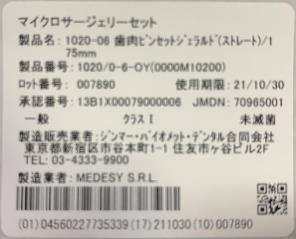 マイクロサージェリーセット
製品名: 1020-06 歯肉ピンセットジェラルド(ストレート)/1
75mm
製品番号: 1020/0-6-OY(0000M10200)
ロット番号: 007890 使用期限: 21/10/30
承認番号: 13B1X00079000006 JMDN: 70965001
一般 クラスⅠ 未滅菌
製造販売業者: ジンマー・バイオメット・デンタル合同会社
東京都新宿区市谷本町1-1 住友市ヶ谷ビル2F
TEL: 03-4333-9900
製造業者: MEDESY S.R.L.
(01)04560227735339(17)211030(10)007890